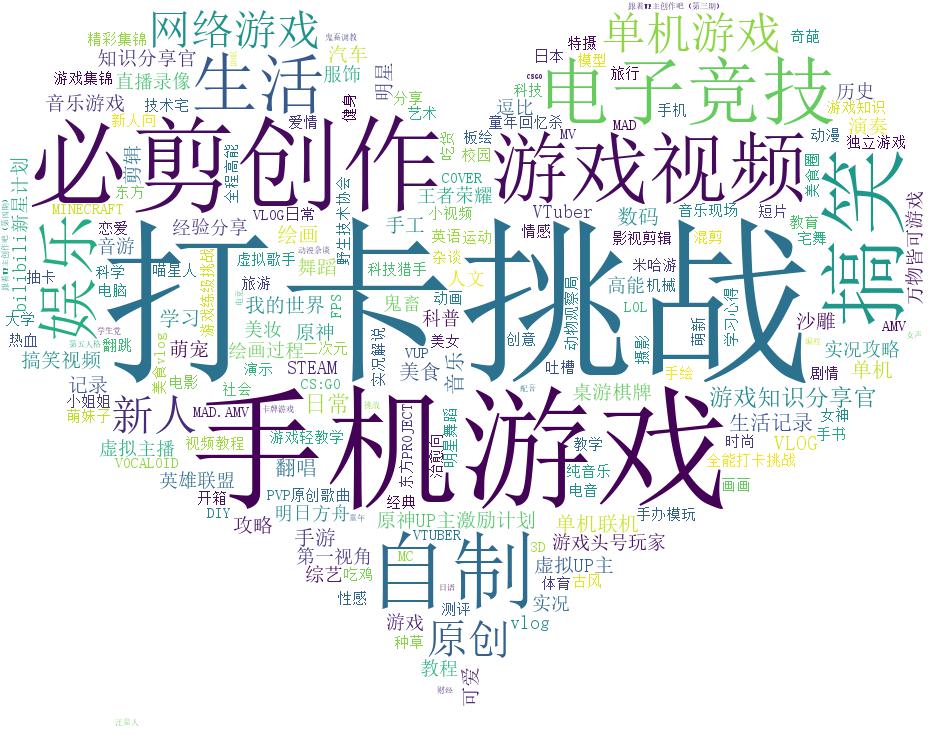 跟着UP主创作吧 (第三期)
网络游戏
鬼畜调教
单机游戏
奇葩
精彩集锦
特摄
知识分享官
汽车
日本
模型
生活
明星
电子竞技
游戏集锦
直播录像
服饰
CSGO
旅行
科技
历史
音乐游戏
技术宅
健身
分享
艺术
逗比
手机
游戏知识
新人向
爱情
童年回忆杀
演奏
必剪创作
游戏视频
吃货
板绘
MV
MAD
动漫
独立游戏
剪辑
全程高能
校园
美食圈
搞笑
bilibili新星计划
东方
野生技术协会
COVER
教育
MINECRAFT
VLOG日常
王者荣耀
小视频
VTuber
数码
音乐现场
短片
万物皆可游戏
娱乐
恋爱
经验分享
绘画
手工
情感
宅舞
音游
动漫杂谈
英语
运动
影视剪辑
混剪
打卡挑战
抽卡
科学
喵星人
游戏练级挑战
虚拟歌手
舞蹈
科技猎手
杂谈
人文
动物观察局
米哈游
电脑
旅游
高能
机械
大学
学习
我的世界
FPS
鬼畜
动画
LOL
学习心得
学生党
热血
美妆
原神
实况解说
科普
创意
摄影
萌新
沙雕
AMV
第五人格
翻跳
美女
女声
搞笑视频
萌宠
绘画过程
二次元
VUP
音乐
吐槽
编程
实况攻略
美食vlog
演示
STEAM
美食
手绘
剧情
单机
记录
电影
社会
CS:GO
配音
桌游棋牌
游戏知识分享官
小姐姐
日常
挑战
手机游戏
萌妹子
新人
MAD.AMV
卡牌游戏
东方PROJECT
明星舞蹈
生活记录
女神
手书
虚拟主播
视频教程
游戏轻教学
治愈向
教学
时尚
VLOG
VOCALOID
翻唱
纯音乐
全能打卡挑战
英雄联盟
电音
画画
开箱
PVP
原创歌曲
经典
DIY
明日方舟
手办模玩
攻略
原神UP主激励计划
单机联机
手游
VTUBER
3D
游戏头号玩家
第一视角
MC
自制
虚拟UP主
综艺
吃鸡
体育
古风
日语
性感
测评
实况
游戏
vlog
种草
原创
教程
可爱
财经
汪星人